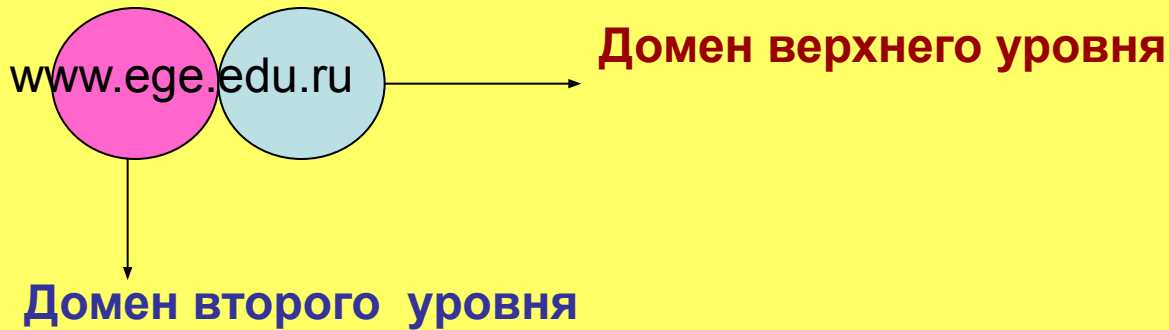 Домен верхнего уровня
www.ege.edu.ru
Домен второго уровня